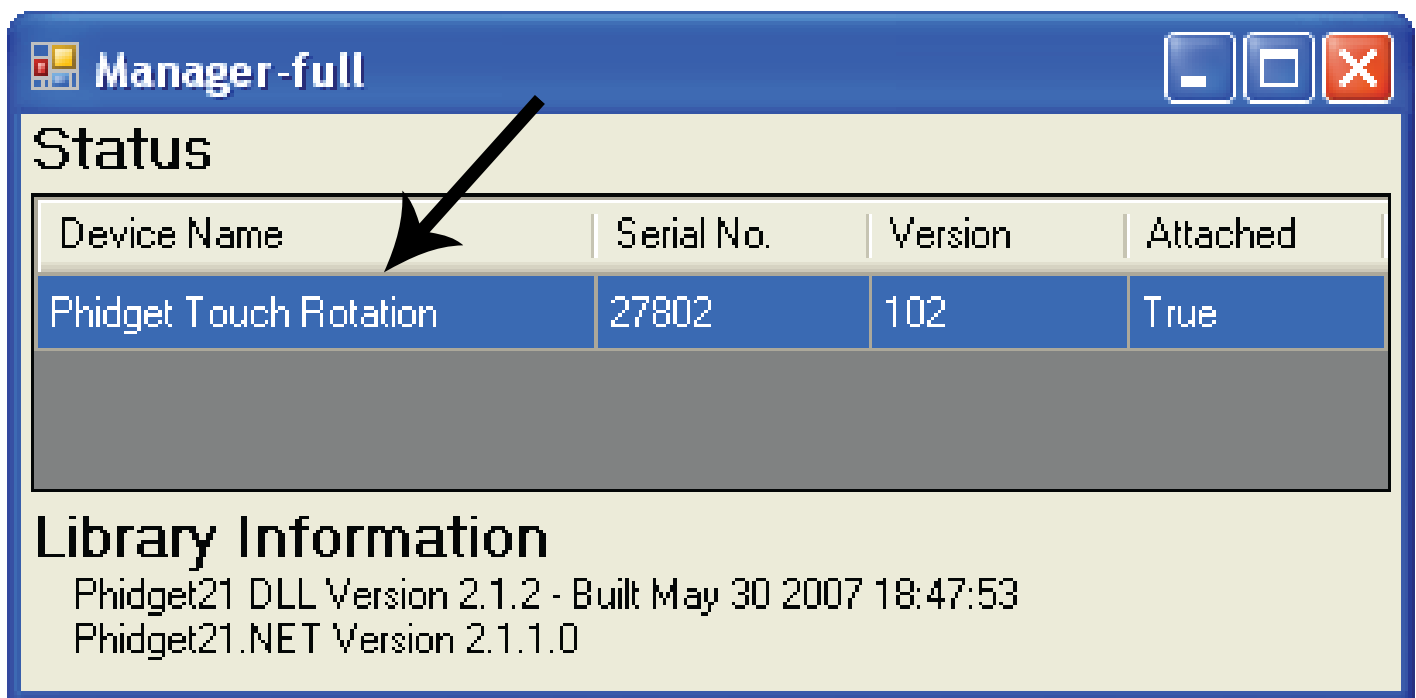 Manager-full
Status
Device Name Serial No. Version Attached
Phidget Touch Rotation 27802 102 True
Library Information
Phidget21 DLL Version 2.1.2 - Built May 30 2007 18:47:53
Phidget21.NET Version 2.1.1.0